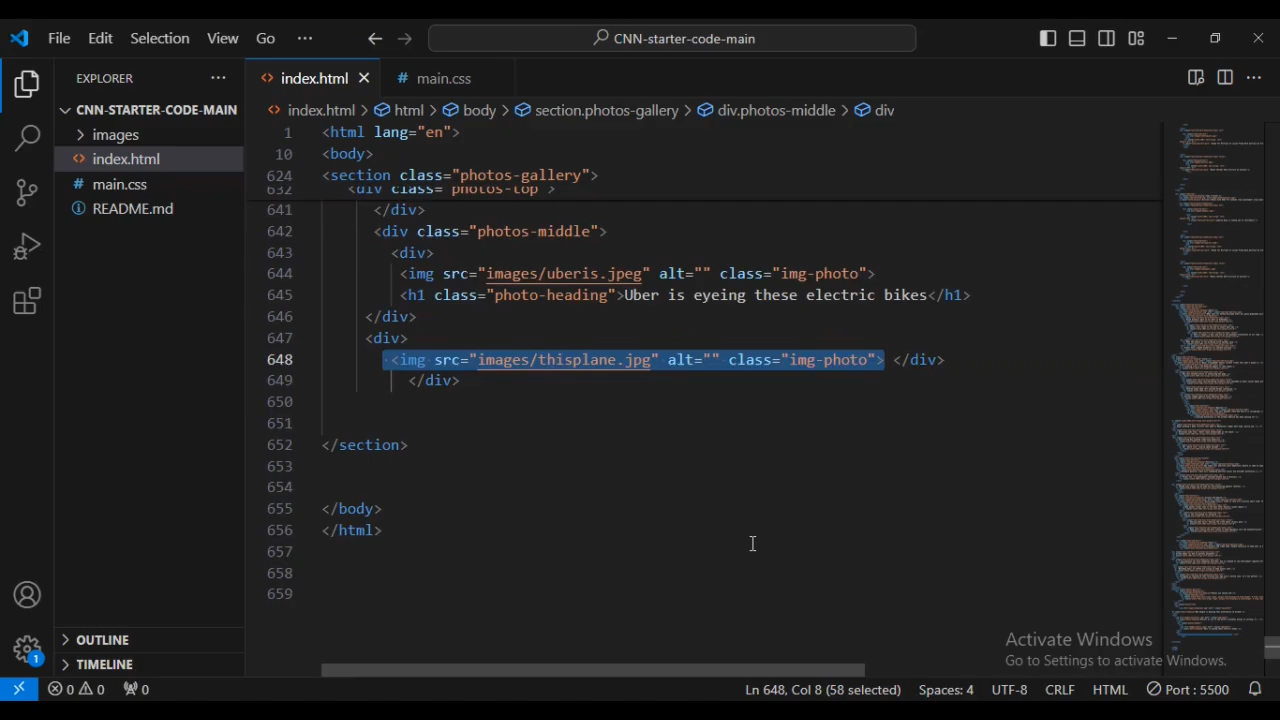 File Edit Selection View Go ··· CNN-starter-code-main
EXPLORER ··· index.html # main.css ···
CNN-STARTER-CODE-MAIN
index.html > html > body > section.photos-gallery > div.photos-middle > div
images
index.html
# main.css
README.md
1 <html lang="en">
10 <body>
624 <section class="photos-gallery">
632 <div class="photos-top">
641 </div>
642 <div class="photos-middle">
643 <div>
644 <img src="images/uberis.jpeg" alt="" class="img-photo">
645 <h1 class="photo-heading">Uber is eyeing these electric bikes</h1>
646 </div>
647 <div>
648 <img src="images/thisplane.jpg" alt="" class="img-photo"> </div>
649 </div>
650
651
652 </section>
653
654
655 </body>
656 </html>
657
658
659
OUTLINE
TIMELINE
Activate Windows
Go to Settings to activate Windows.
1
0 0 0 Ln 648, Col 8 (58 selected) Spaces: 4 UTF-8 CRLF HTML Port : 5500